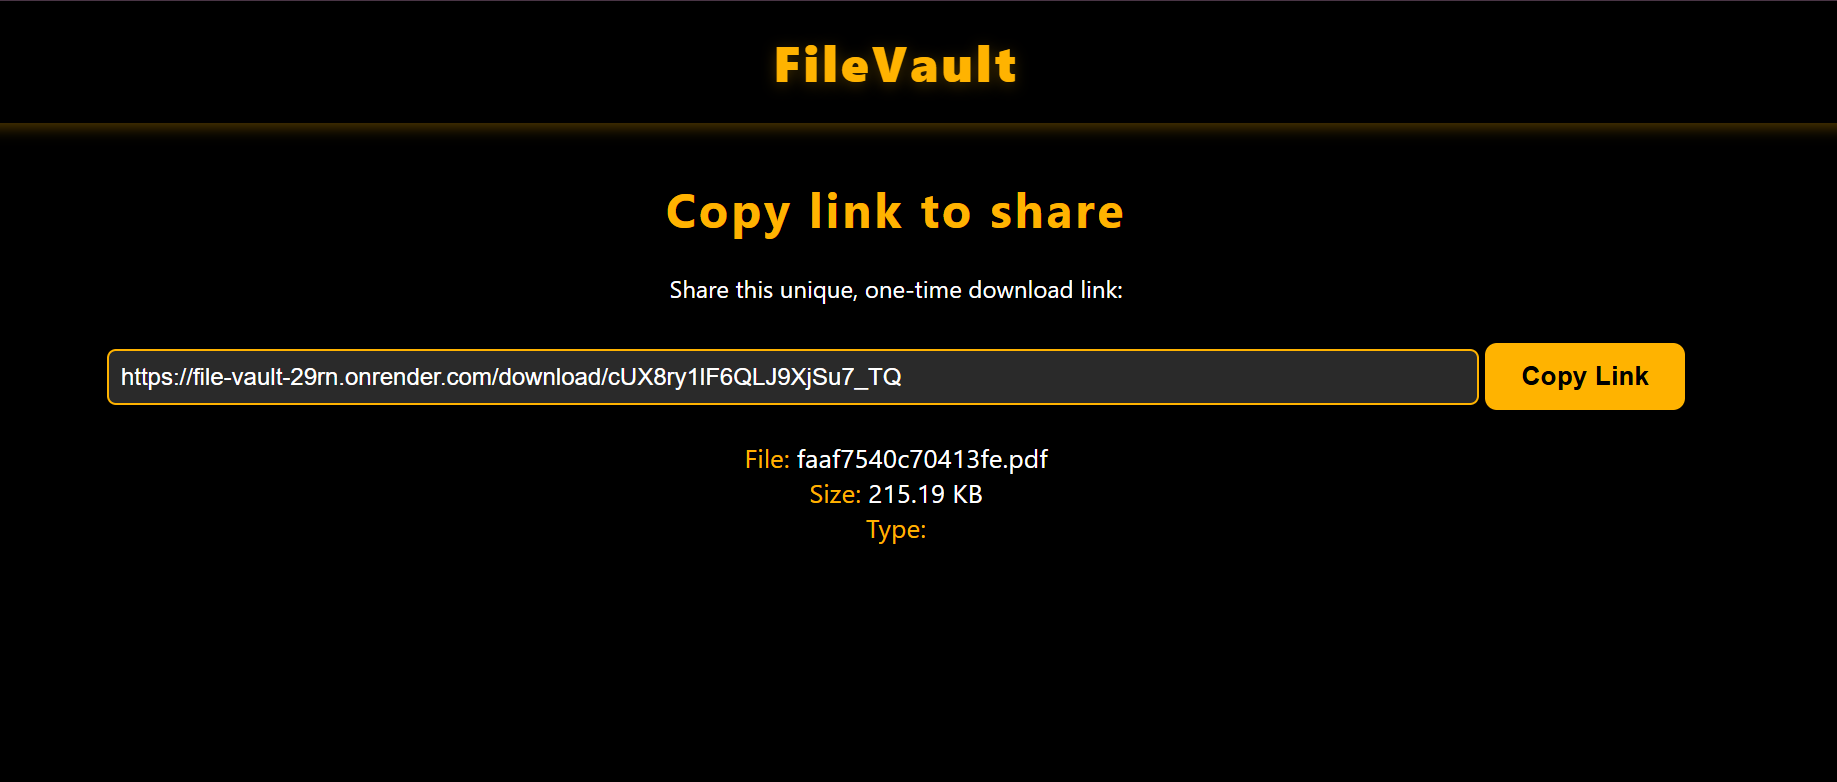 FileVault
Copy link to share
Share this unique, one-time download link:
https://file-vault-29rn.onrender.com/download/cUX8ry1lF6QLJ9XjSu7_TQ
Copy Link
File: faaf7540c70413fe.pdf
Size: 215.19 KB
Type: